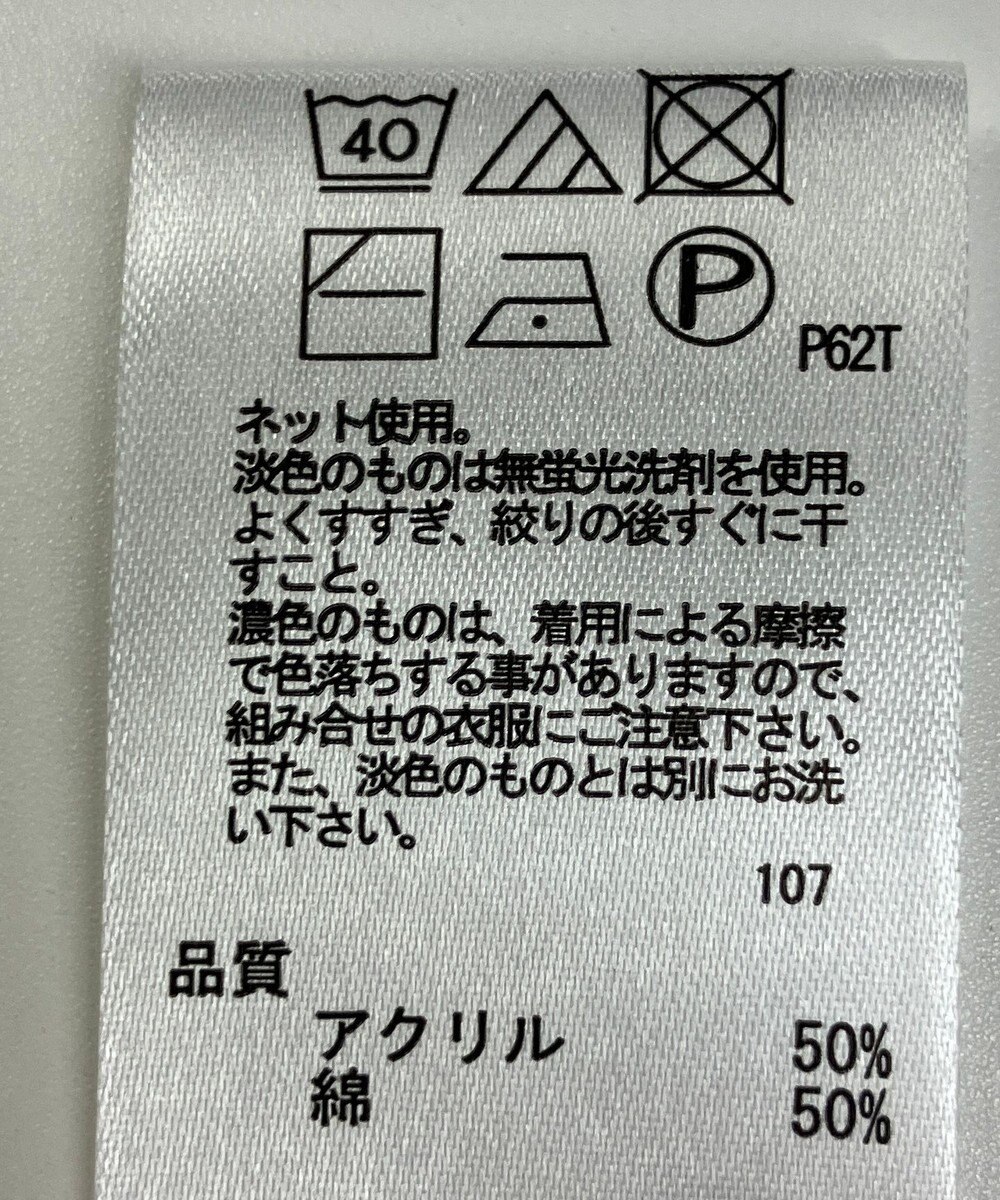 40
P
P62T
ネット使用。
淡色のものは無蛍光洗剤を使用。
よくすすぎ、絞りの後すぐに干
すこと。
濃色のものは、着用による摩擦
で色落ちする事がありますので、
組み合せの衣服にご注意下さい。
また、淡色のものとは別にお洗
い下さい。
107
品質
アクリル 50%
綿 50%